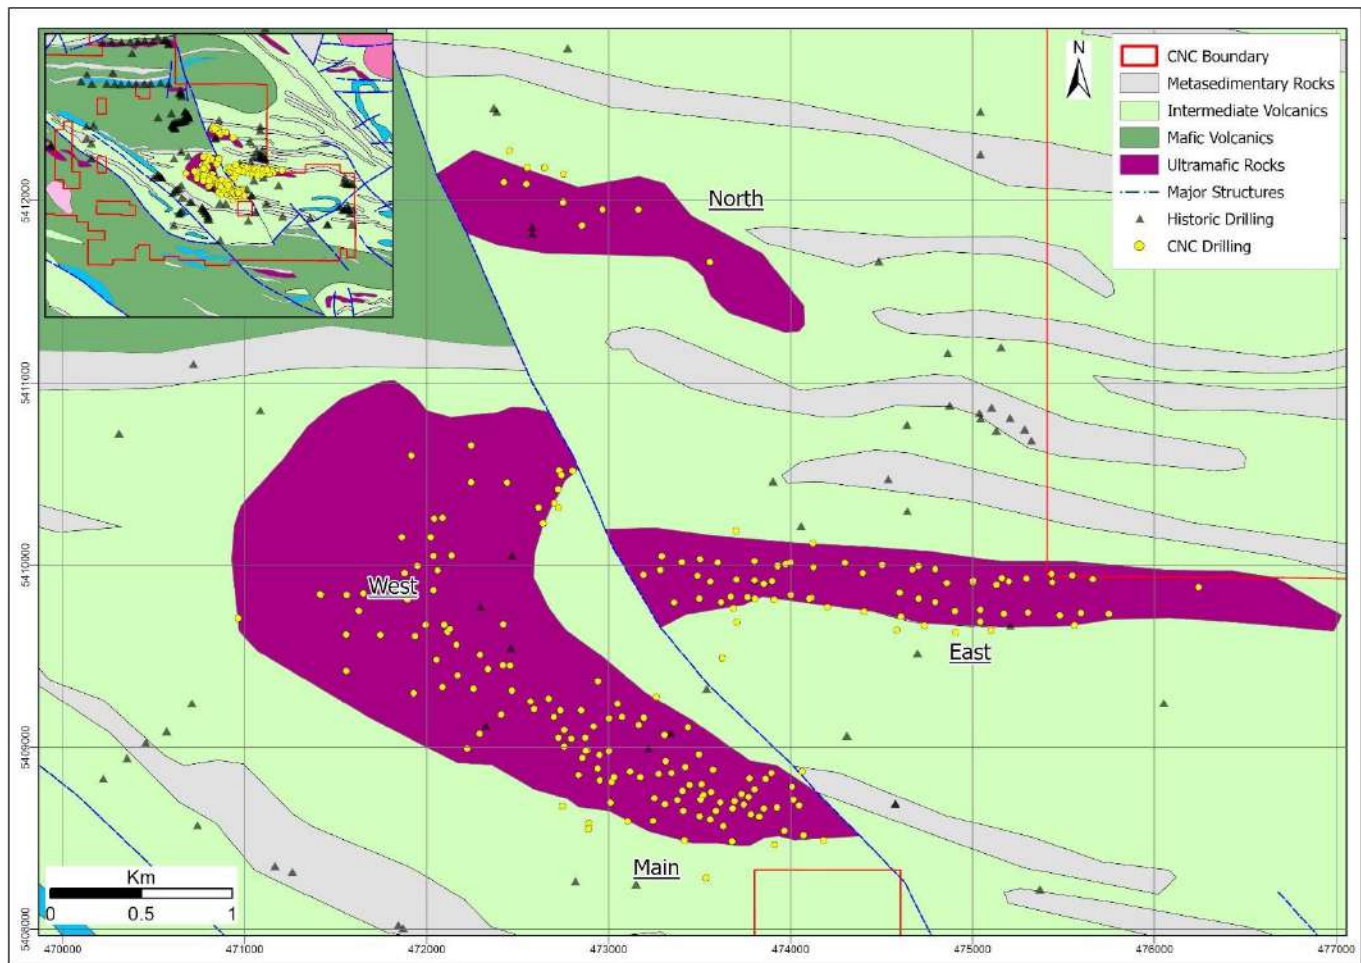 N
CNC Boundary
Metasedimentary Rocks
Intermediate Volcanics
Mafic Volcanics
Ultramafic Rocks
Major Structures
Historic Drilling
CNC Drilling
North
West
East
Main
Km
0 0.5 1
5412000
5411000
5410000
5409000
5408000
470000 471000 472000 473000 474000 475000 476000 477000